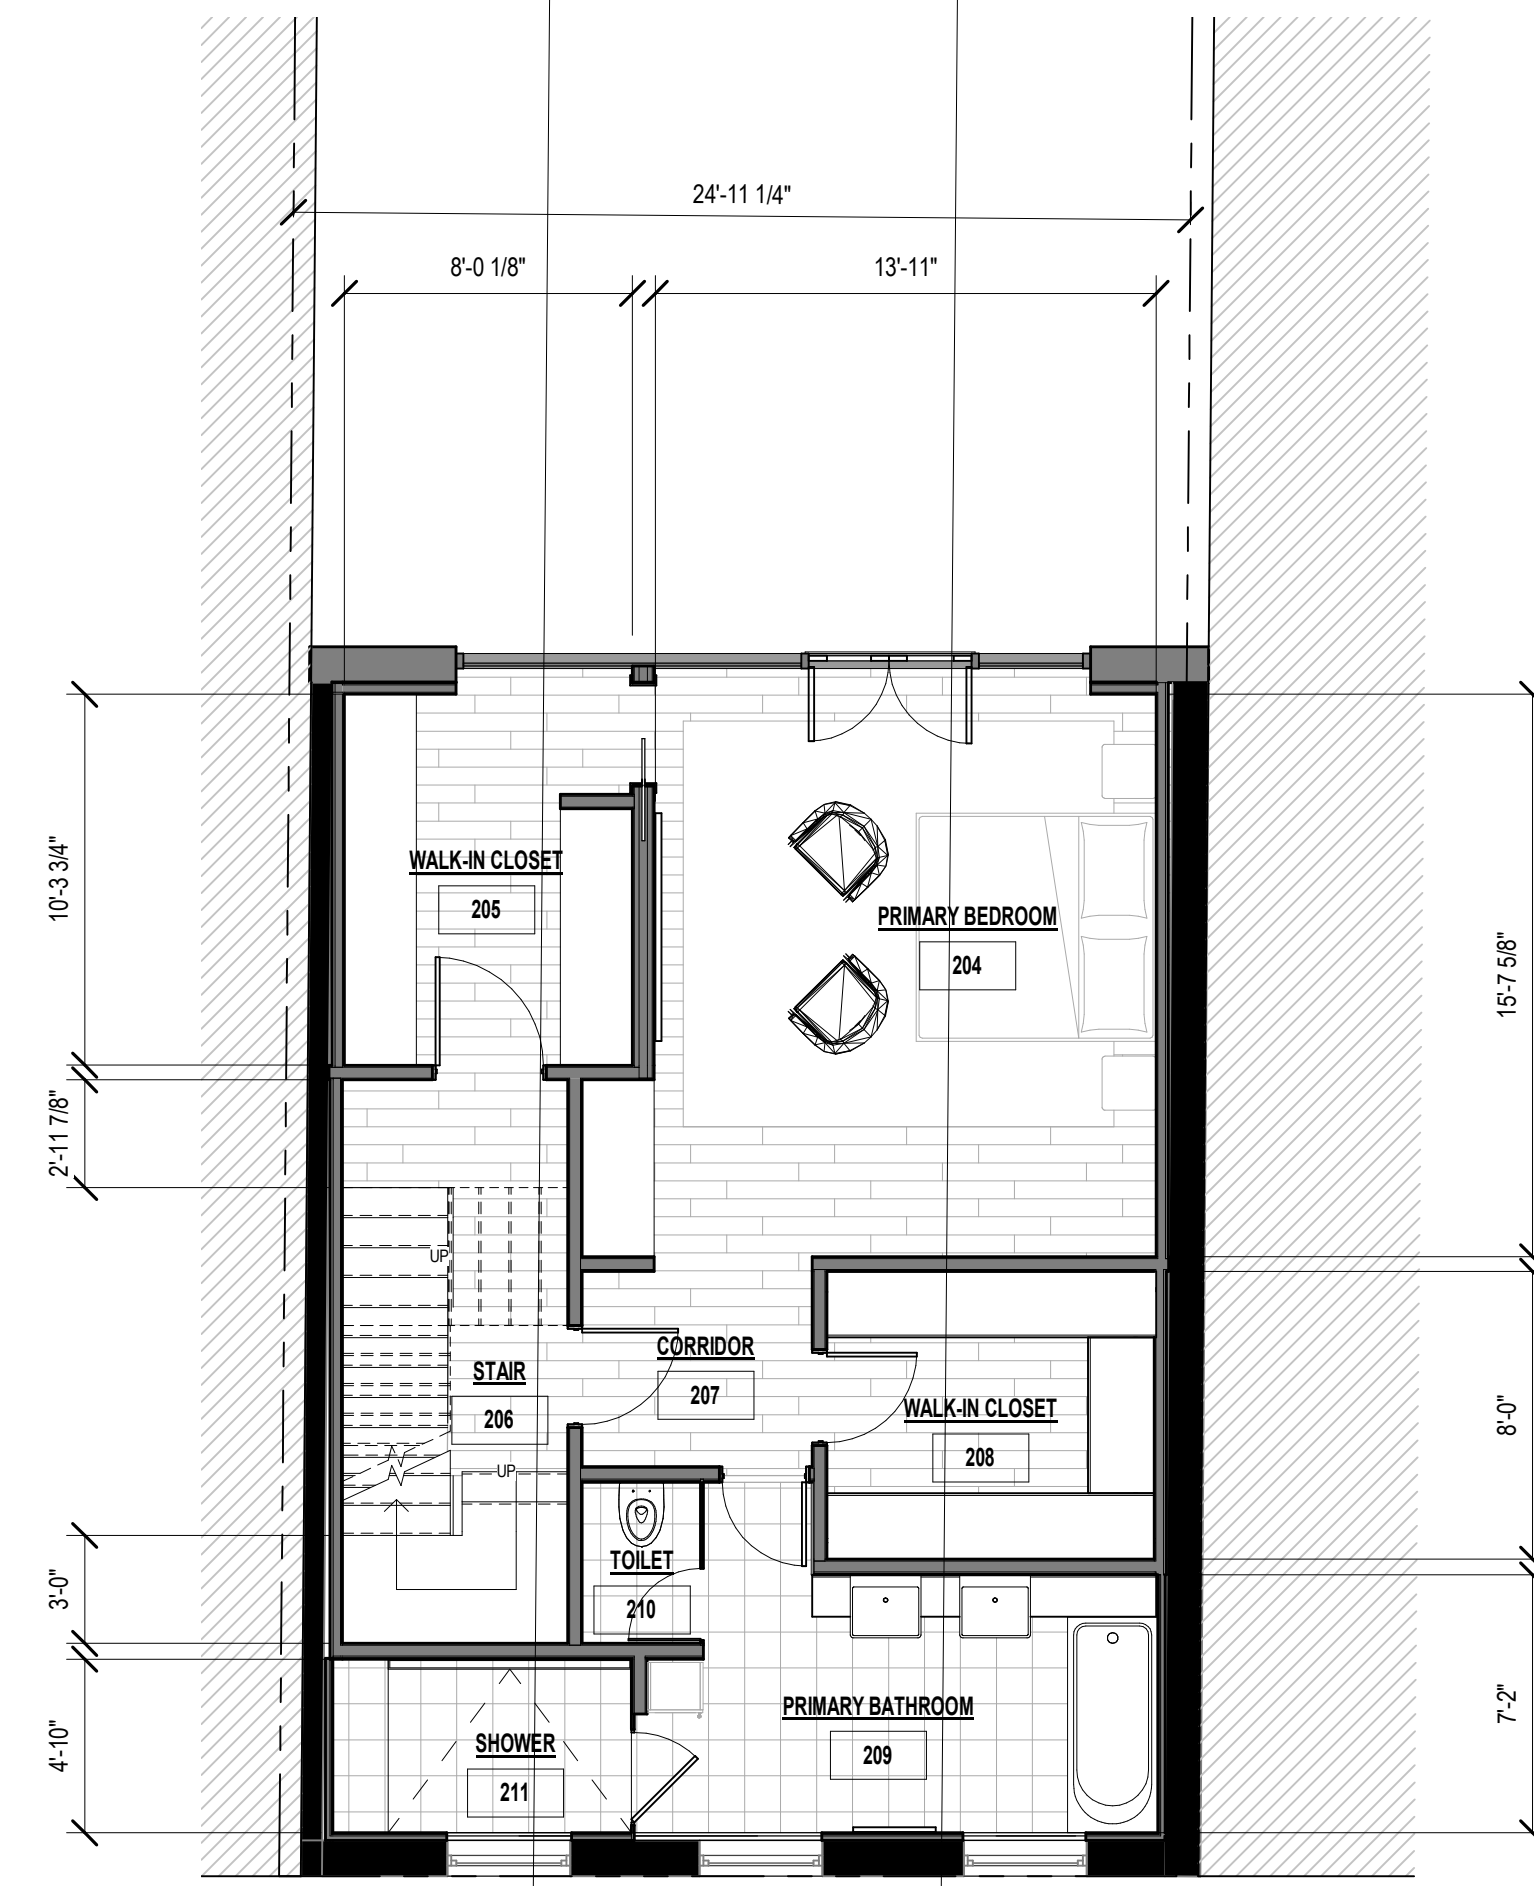 24'-11 1/4"
8'-0 1/8"
13'-11"
10'-3 3/4"
WALK-IN CLOSET
205
PRIMARY BEDROOM
204
15'-7 5/8"
2'-11 7/8"
UP
STAIR
206
CORRIDOR
207
WALK-IN CLOSET
208
8'-0"
UP
3'-0"
TOILET
210
PRIMARY BATHROOM
209
7'-2"
4'-10"
SHOWER
211